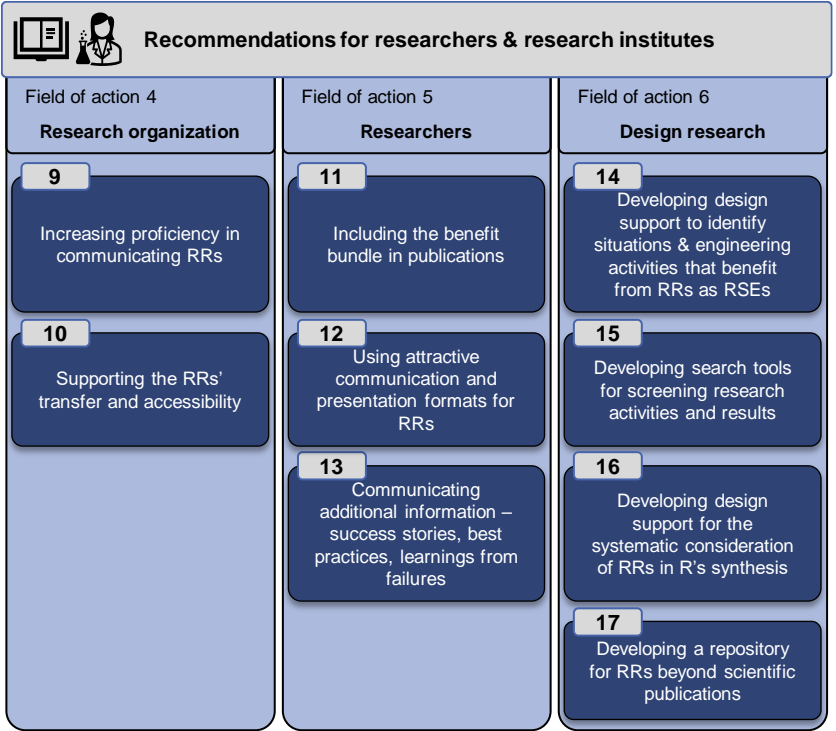 Recommendations for researchers & research institutes
Field of action 4
Research organization
9
Increasing proficiency in
communicating RRs
10
Supporting the RRs'
transfer and accessibility
Field of action 5
Researchers
11
Including the benefit
bundle in publications
12
Using attractive
communication and
presentation formats for
RRs
13
Communicating
additional information –
success stories, best
practices, learnings from
failures
Field of action 6
Design research
14
Developing design
support to identify
situations & engineering
activities that benefit
from RRs as RSEs
15
Developing search tools
for screening research
activities and results
16
Developing design
support for the
systematic consideration
of RRs in R's synthesis
17
Developing a repository
for RRs beyond scientific
publications